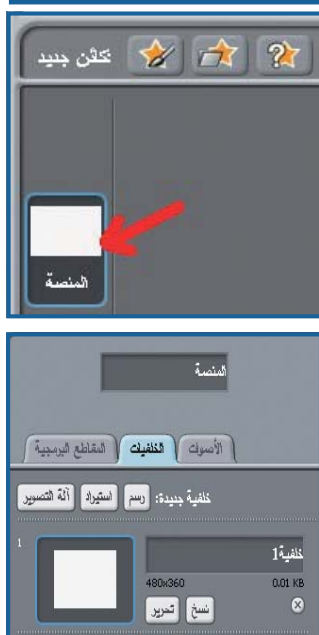 كائن جديد
المنصة
المنصة
الأصوات الخلفيات المقاطع البرمجية
خلفية جديدة: رسم استيراد آلة التصوير
1
خلفية1
480x360 0.01 KB
نسخ تحرير